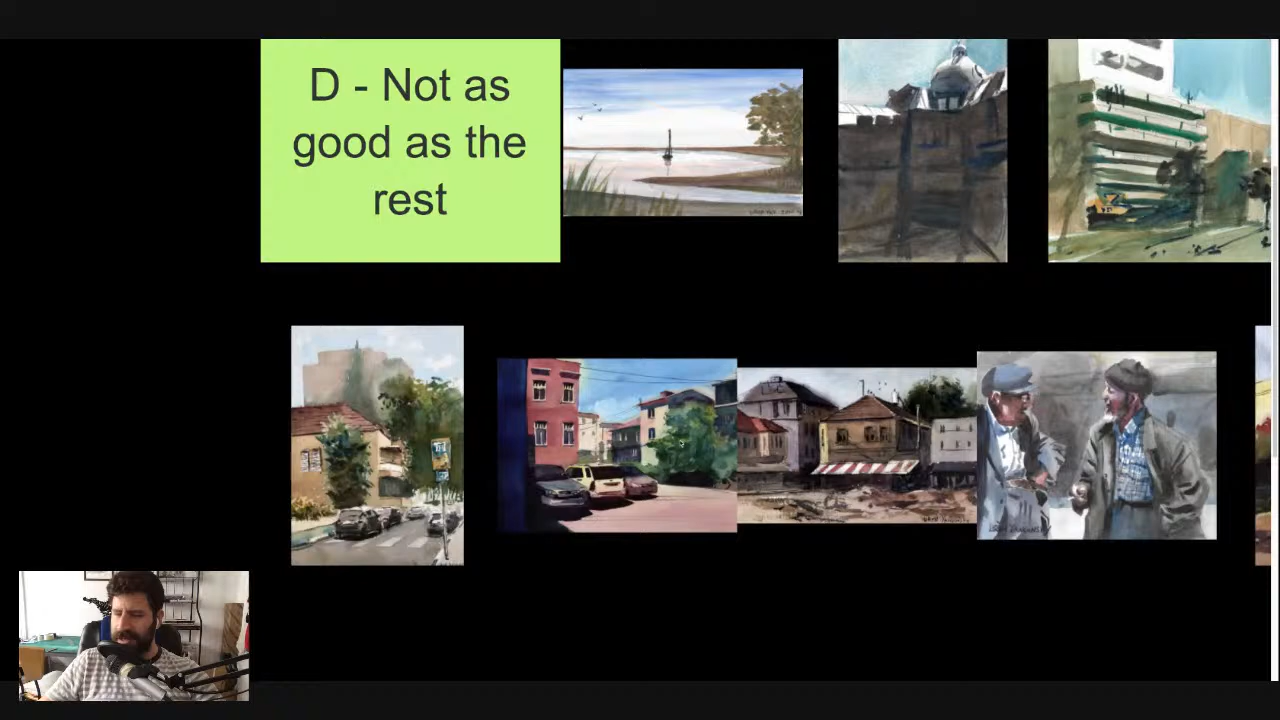 D - Not as
good as the
rest